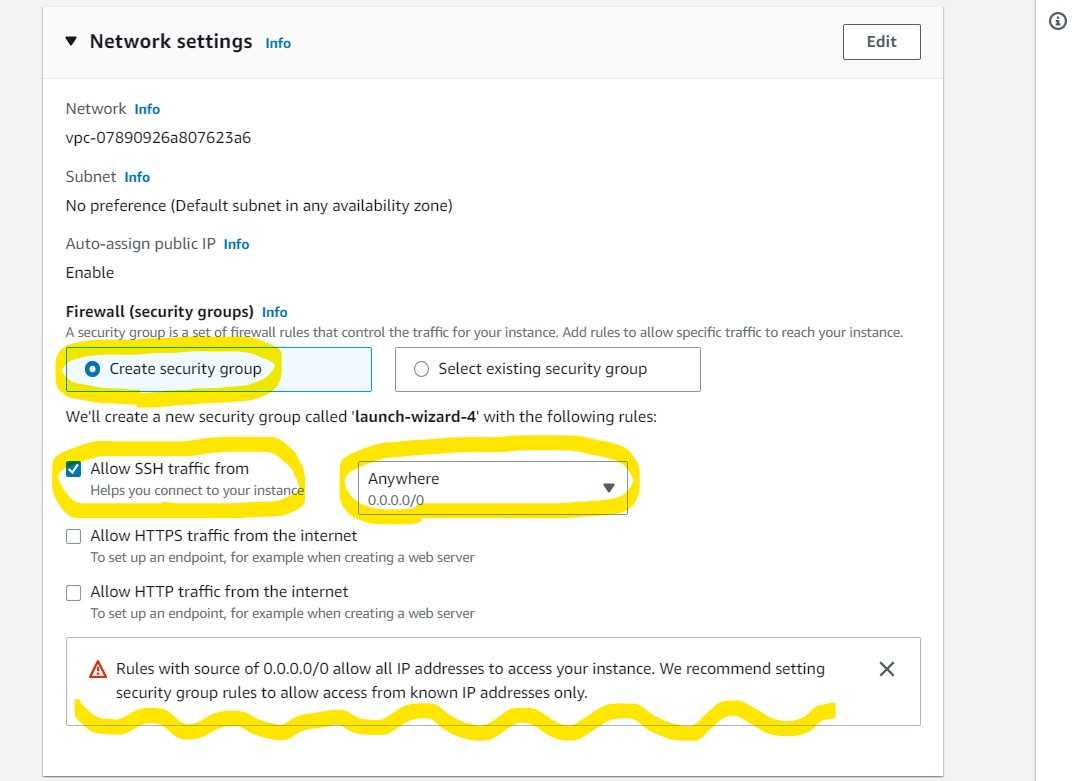 Network settings Info
Edit
Network Info
vpc-07890926a807623a6
Subnet Info
No preference (Default subnet in any availability zone)
Auto-assign public IP Info
Enable
Firewall (security groups) Info
A security group is a set of firewall rules that control the traffic for your instance. Add rules to allow specific traffic to reach your instance.
Create security group
Select existing security group
We'll create a new security group called 'launch-wizard-4' with the following rules:
Allow SSH traffic from
Helps you connect to your instance
Anywhere
0.0.0.0/0
Allow HTTPS traffic from the internet
To set up an endpoint, for example when creating a web server
Allow HTTP traffic from the internet
To set up an endpoint, for example when creating a web server
Rules with source of 0.0.0.0/0 allow all IP addresses to access your instance. We recommend setting
security group rules to allow access from known IP addresses only.